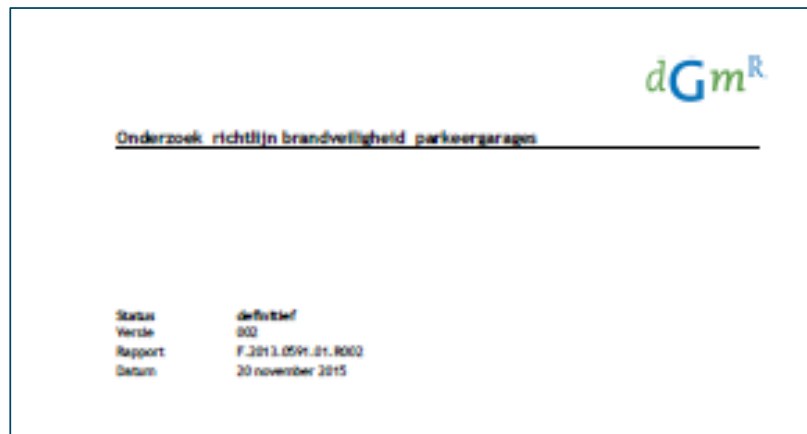 dGmR
Onderzoek richtlijn brandveiligheid parkeergarages
Status definitief
Versie 002
Rapport F.2013.0591.01.R002
Datum 20 november 2015